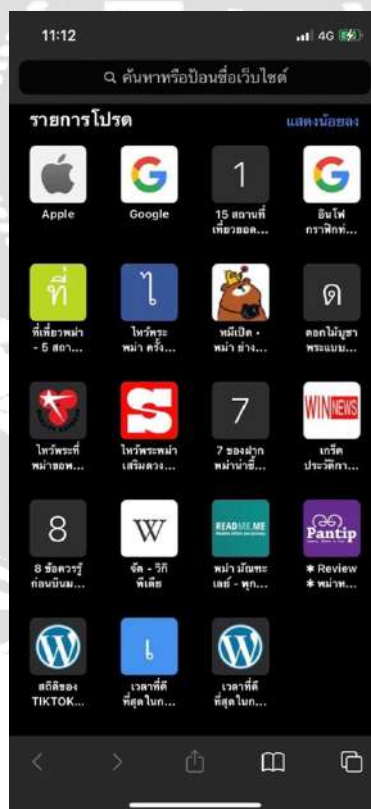 11:12
4G
ค้นหาหรือป้อนชื่อเว็บไซต์
รายการโปรด
แสดงน้อยลง
Apple
Google
1
15 สถานที่
เที่ยวยอด...
อินโฟ
กราฟิกท่...
ที่
ที่เที่ยวพม่า
- 5 สถา...
ไ
ไหว้พระ
พม่า ครั้ง...
หมีเป็ด •
พม่า ย่าง...
ด
ดอกไม้บูชา
พระแบบ...
ไหว้พระที่
พม่าขอพ...
S
ไหว้พระพม่า
เสริมดวง...
7
7 ของฝาก
พม่าน่าซื้...
WIN NEWS
เกร็ด
ประวัติกา...
8
8 ข้อควรรู้
ก่อนบินม...
W
จัต - วิกิ
พีเดีย
README.ME
พม่า มัณฑะ
เลย์ - พุก...
Pantip
✱ Review
✱ พม่าห...
สถิติของ
TIKTOK...
เ
เวลาที่ดี
ที่สุดในก...
เวลาที่ดี
ที่สุดในก...